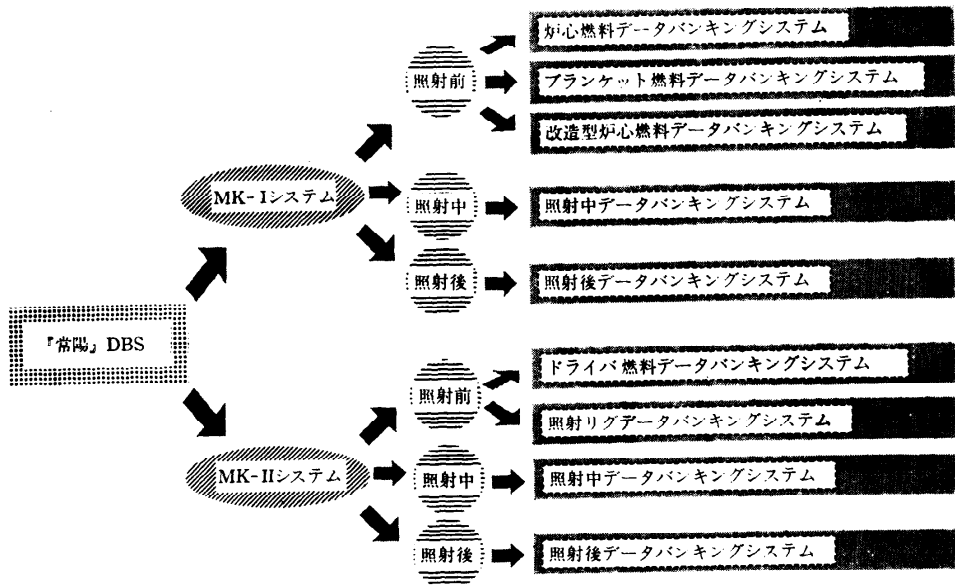 『常陽』DBS
MK-Iシステム
照射前
炉心燃料データバンキングシステム
ブランケット燃料データバンキングシステム
改造型炉心燃料データバンキングシステム
照射中
照射中データバンキングシステム
照射後
照射後データバンキングシステム
MK-IIシステム
照射前
ドライバ燃料データバンキングシステム
照射リグデータバンキングシステム
照射中
照射中データバンキングシステム
照射後
照射後データバンキングシステム